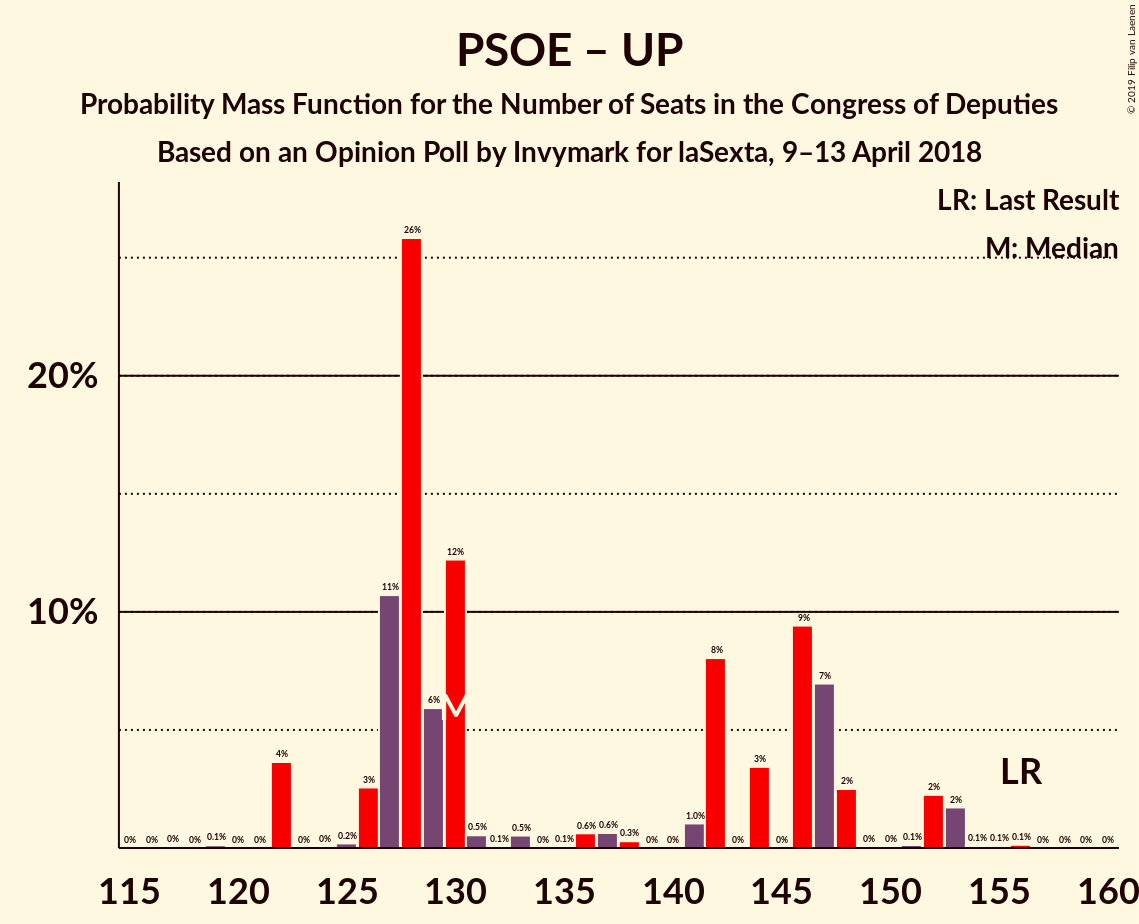 PSOE – UP
Probability Mass Function for the Number of Seats in the Congress of Deputies
Based on an Opinion Poll by Invymark for laSexta, 9–13 April 2018
© 2019 Filip van Laenen
LR: Last Result
M: Median
20%
10%
0% 0% 0% 0% 0.1% 0% 0% 4% 0% 0% 0.2% 3% 11% 26% 6% 12% 0.5% 0.1% 0.5% 0% 0.1% 0.6% 0.6% 0.3% 0% 0% 1.0% 8% 0% 3% 0% 9% 7% 2% 0% 0% 0.1% 2% 2% 0.1% 0.1% 0.1% 0% 0% 0% 0%
M
LR
115 120 125 130 135 140 145 150 155 160